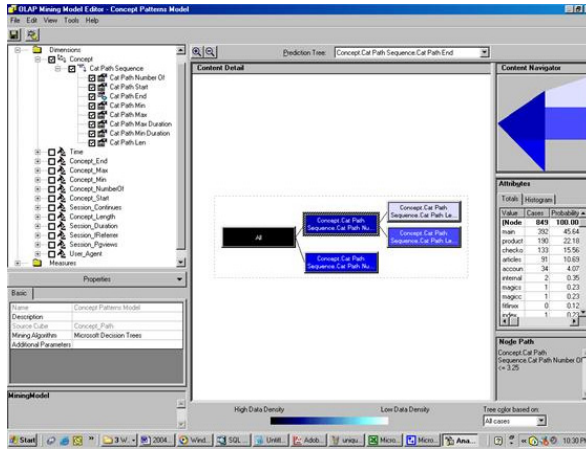 OLAP Mining Model Editor - Concept Patterns Model
File Edit View Tools Help
Dimensions
Concept
Cat Path Sequence
Cat Path Number Of
Cat Path Start
Cat Path End
Cat Path Min
Cat Path Max
Cat Path Max Duration
Cat Path Min Duration
Cat Path Len
Time
Concept_End
Concept_Max
Concept_Min
Concept_NumberOf
Concept_Start
Session_Continues
Concept_Length
Session_Duration
Session_Pgviews
User_Agent
Measures
Properties
Basic
Name Concept Patterns Model
Description
Source Cube Concept_Path
Mining Algorithm Microsoft Decision Trees
Additional Parameters
MiningModel
Prediction Tree: Concept.Cat Path Sequence.Cat Path End
Content Detail
All
Concept.Cat Path
Sequence.Cat Path Nu...
Concept.Cat Path
Sequence.Cat Path Le...
Concept.Cat Path
Sequence.Cat Path Le...
Concept.Cat Path
Sequence.Cat Path Nu...
High Data Density Low Data Density
Content Navigator
Attributes
Totals Histogram
Value Cases Probability
[Node 849 100.00
main 392 45.64
product 190 22.18
checko 133 15.56
articles 91 10.69
accoun 34 4.07
internal 2 0.35
magics 1 0.23
magicc 1 0.23
0 0.12
index 1 0.23
Node Path
Concept.Cat Path
Sequence.Cat Path Number Of
<= 3.25
Tree color based on
All cases
Start 3 W... 2004... Wind... SQL ... Untitl... Adob... uniqu... Micro... Micro... Ana... 10:30 PM